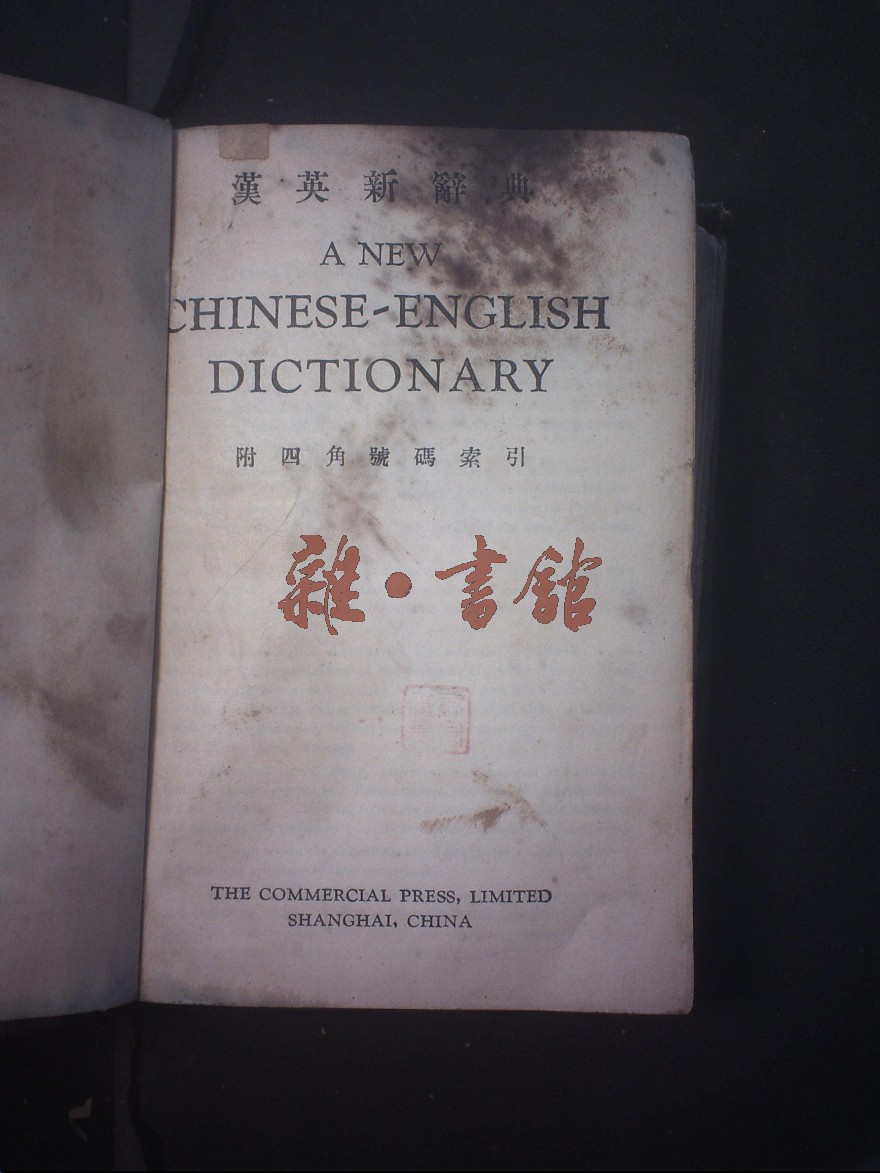 漢英新辭典
A NEW
CHINESE-ENGLISH
DICTIONARY
附四角號碼索引
雜•書館
THE COMMERCIAL PRESS, LIMITED
SHANGHAI, CHINA